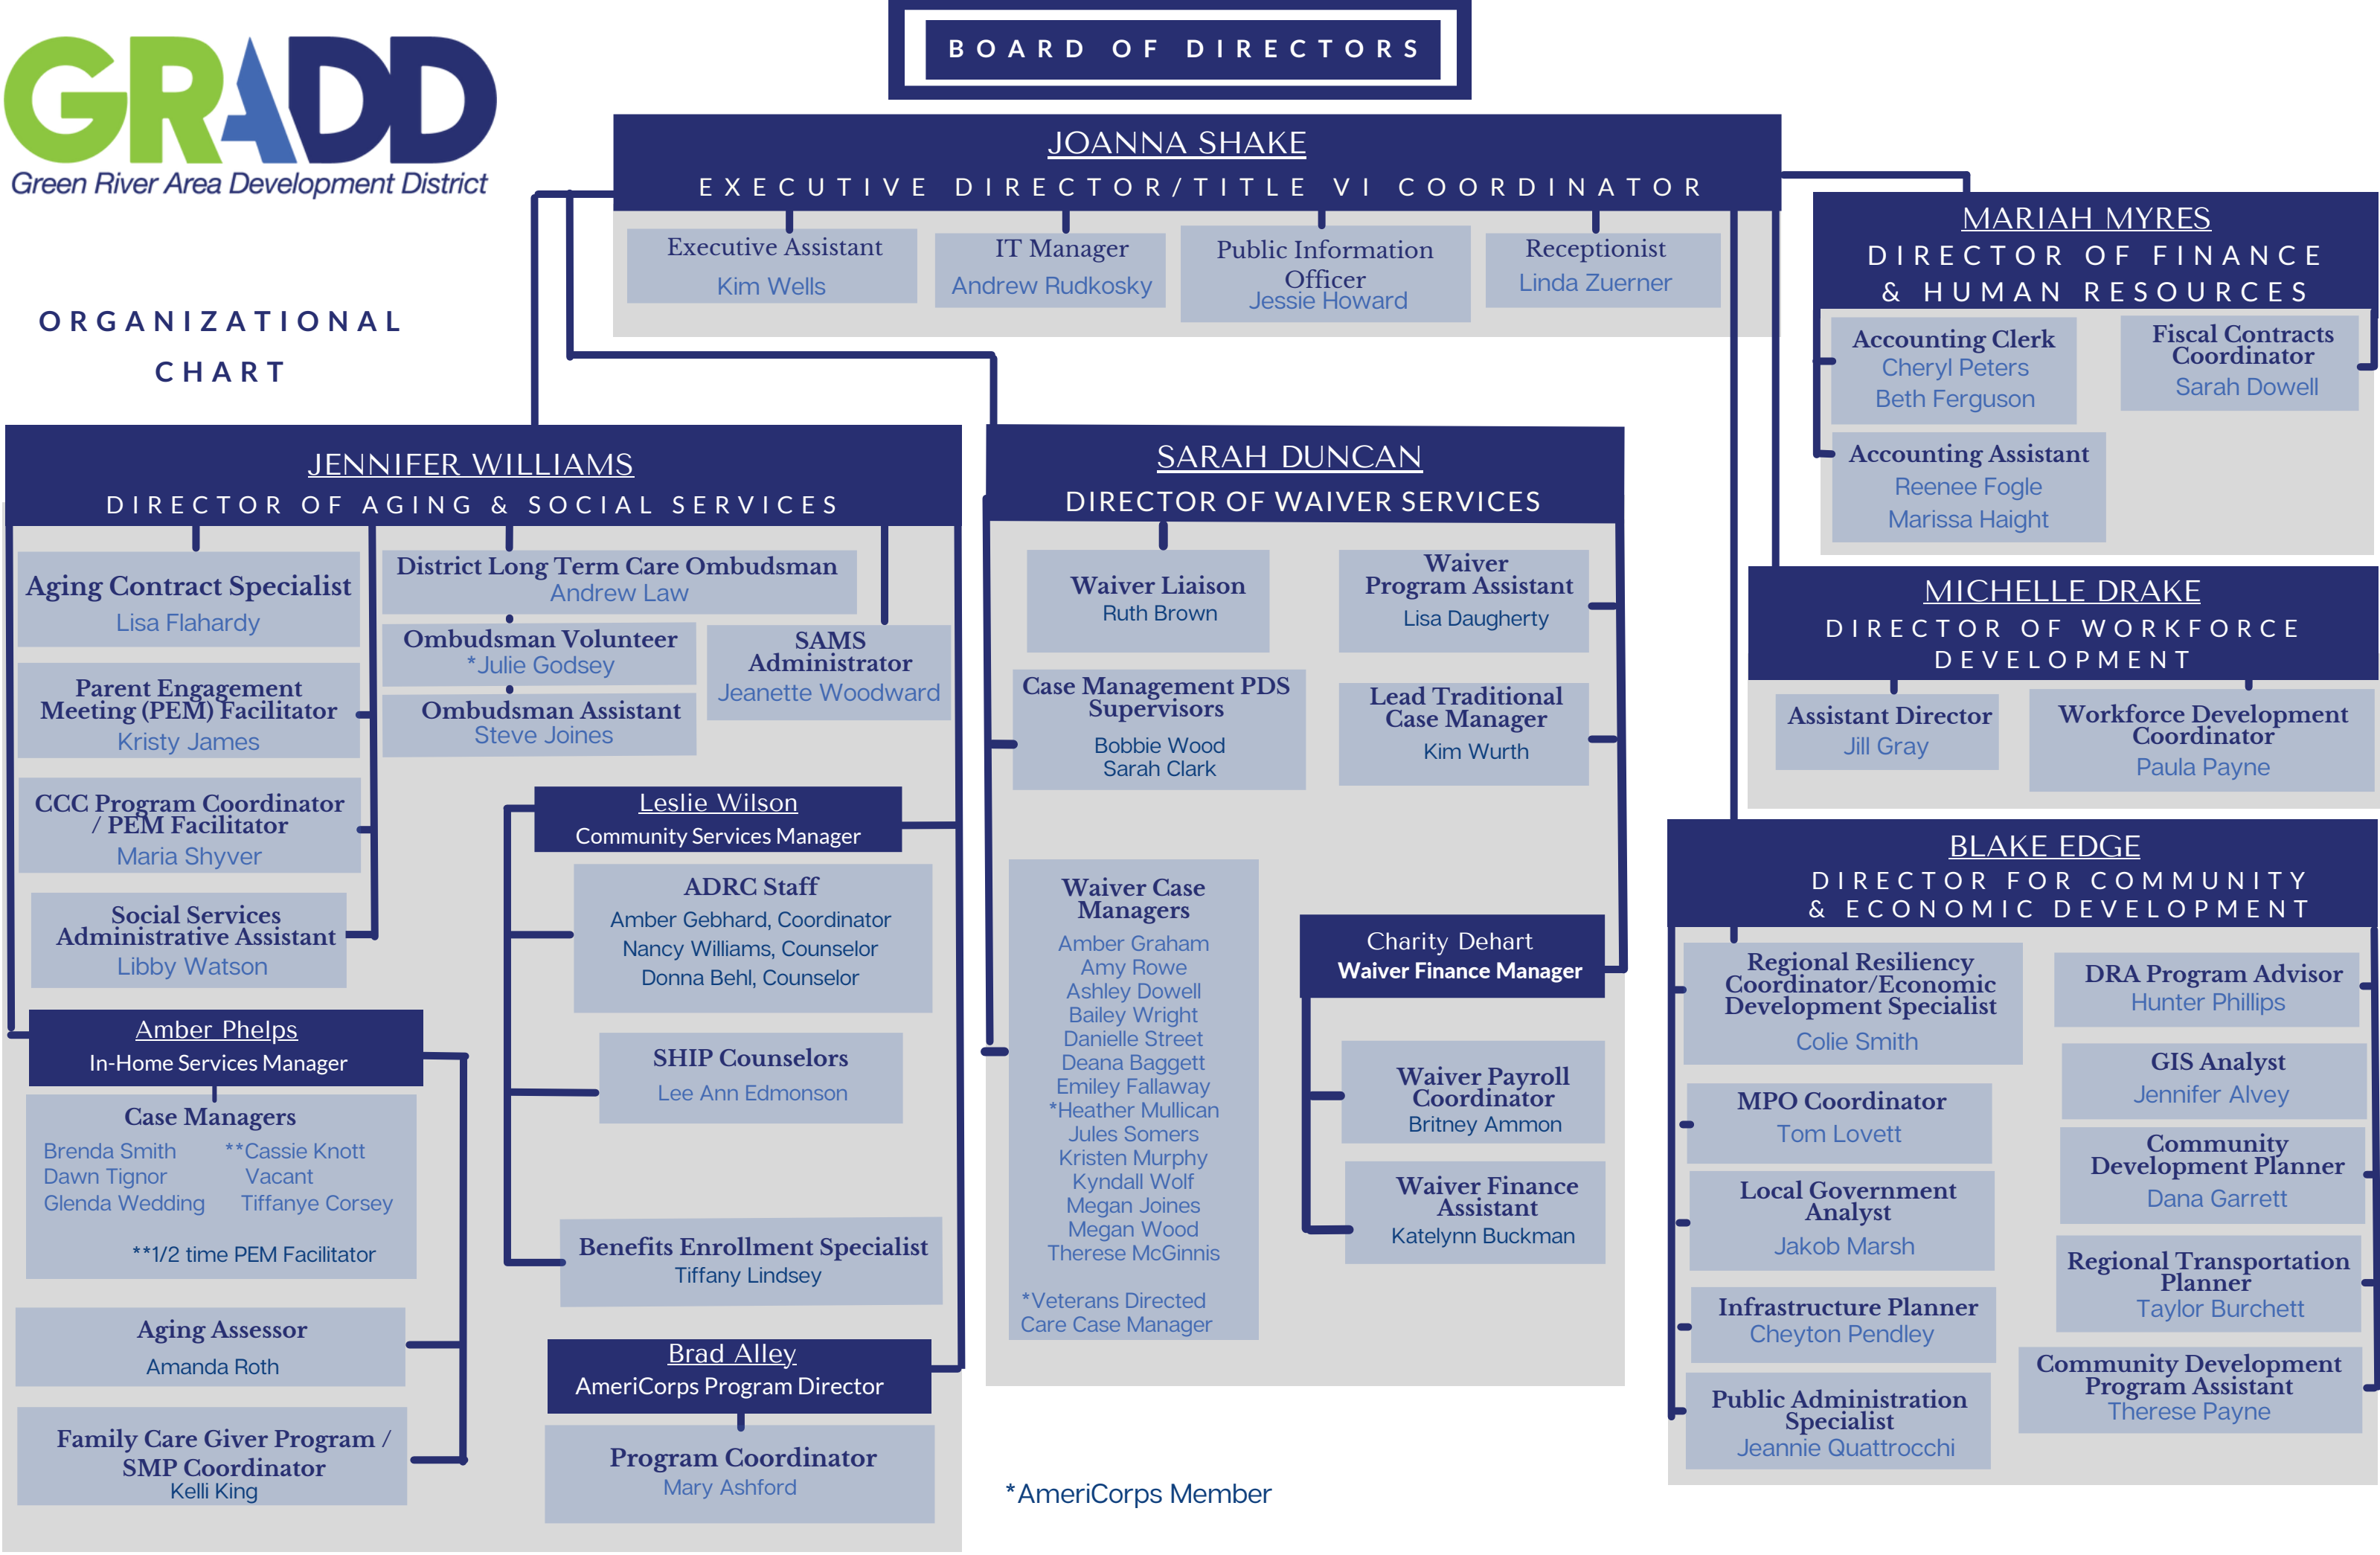 GRADD
Green River Area Development District
ORGANIZATIONAL
CHART
BOARD OF DIRECTORS
JOANNA SHAKE
EXECUTIVE DIRECTOR/TITLE VI COORDINATOR
Executive Assistant
Kim Wells
IT Manager
Andrew Rudkosky
Public Information
Officer
Jessie Howard
Receptionist
Linda Zuerner
MARIAH MYRES
DIRECTOR OF FINANCE
& HUMAN RESOURCES
Accounting Clerk
Cheryl Peters
Beth Ferguson
Fiscal Contracts
Coordinator
Sarah Dowell
Accounting Assistant
Reenee Fogle
Marissa Haight
JENNIFER WILLIAMS
DIRECTOR OF AGING & SOCIAL SERVICES
Aging Contract Specialist
Lisa Flahardy
Parent Engagement
Meeting (PEM) Facilitator
Kristy James
CCC Program Coordinator
/ PEM Facilitator
Maria Shyver
Social Services
Administrative Assistant
Libby Watson
District Long Term Care Ombudsman
Andrew Law
Ombudsman Volunteer
*Julie Godsey
Ombudsman Assistant
Steve Joines
SAMS
Administrator
Jeanette Woodward
Leslie Wilson
Community Services Manager
ADRC Staff
Amber Gebhard, Coordinator
Nancy Williams, Counselor
Donna Behl, Counselor
SHIP Counselors
Lee Ann Edmonson
Benefits Enrollment Specialist
Tiffany Lindsey
Amber Phelps
In-Home Services Manager
Case Managers
Brenda Smith
Dawn Tignor
Glenda Wedding
**Cassie Knott
Vacant
Tiffanye Corsey
**1/2 time PEM Facilitator
Aging Assessor
Amanda Roth
Family Care Giver Program /
SMP Coordinator
Kelli King
Brad Alley
AmeriCorps Program Director
Program Coordinator
Mary Ashford
SARAH DUNCAN
DIRECTOR OF WAIVER SERVICES
Waiver Liaison
Ruth Brown
Waiver
Program Assistant
Lisa Daugherty
Case Management PDS
Supervisors
Bobbie Wood
Sarah Clark
Lead Traditional
Case Manager
Kim Wurth
Waiver Case
Managers
Amber Graham
Amy Rowe
Ashley Dowell
Bailey Wright
Danielle Street
Deana Baggett
Emiley Fallaway
*Heather Mullican
Jules Somers
Kristen Murphy
Kyndall Wolf
Megan Joines
Megan Wood
Therese McGinnis
*Veterans Directed
Care Case Manager
Charity Dehart
Waiver Finance Manager
Waiver Payroll
Coordinator
Britney Ammon
Waiver Finance
Assistant
Katelynn Buckman
*AmeriCorps Member
MICHELLE DRAKE
DIRECTOR OF WORKFORCE
DEVELOPMENT
Assistant Director
Jill Gray
Workforce Development
Coordinator
Paula Payne
BLAKE EDGE
DIRECTOR FOR COMMUNITY
& ECONOMIC DEVELOPMENT
Regional Resiliency
Coordinator/Economic
Development Specialist
Colie Smith
MPO Coordinator
Tom Lovett
Local Government
Analyst
Jakob Marsh
Infrastructure Planner
Cheyton Pendley
Public Administration
Specialist
Jeannie Quattrocchi
DRA Program Advisor
Hunter Phillips
GIS Analyst
Jennifer Alvey
Community
Development Planner
Dana Garrett
Regional Transportation
Planner
Taylor Burchett
Community Development
Program Assistant
Therese Payne